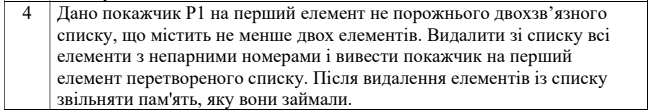 4 Дано покажчик P1 на перший елемент не порожнього двохзв’язного
списку, що містить не менше двох елементів. Видалити зі списку всі
елементи з непарними номерами і вивести покажчик на перший
елемент перетвореного списку. Після видалення елементів із списку
звільняти пам'ять, яку вони займали.